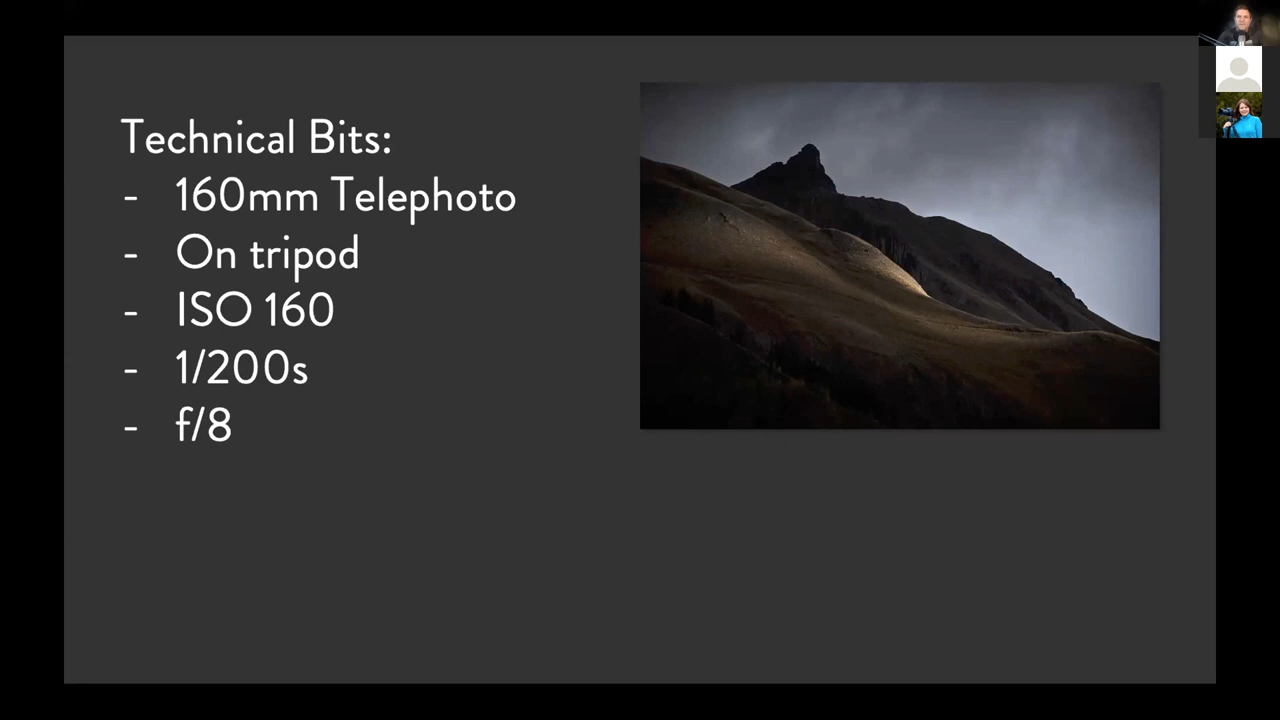 Technical Bits:
- 160mm Telephoto
- On tripod
- ISO 160
- 1/200s
- f/8